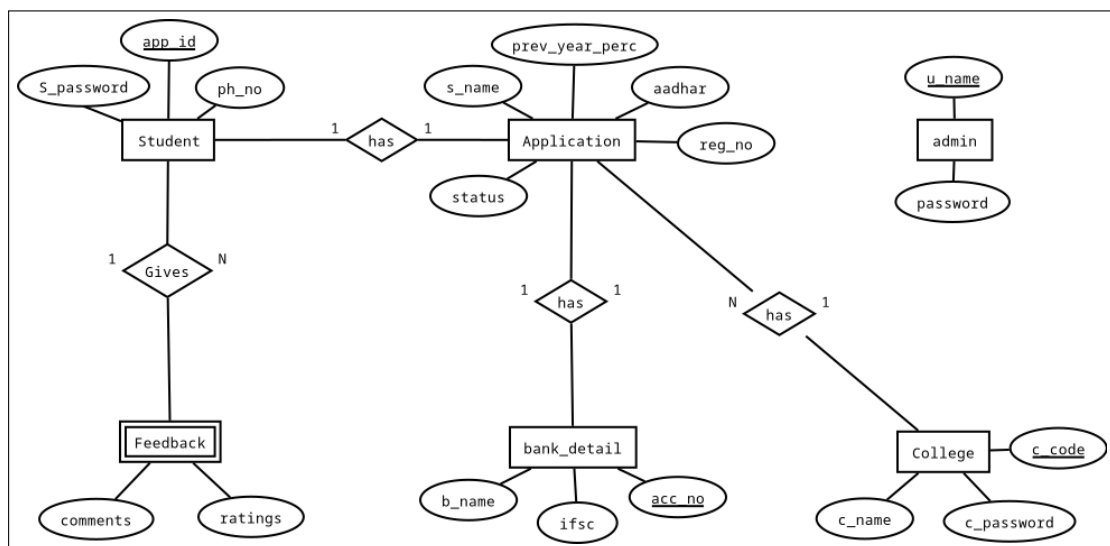 app_id
S_password
ph_no
Student
1
has
1
prev_year_perc
s_name
aadhar
Application
reg_no
status
u_name
admin
password
1
Gives
N
1
has
1
N
has
1
Feedback
comments
ratings
bank_detail
b_name
ifsc
acc_no
College
c_code
c_name
c_password